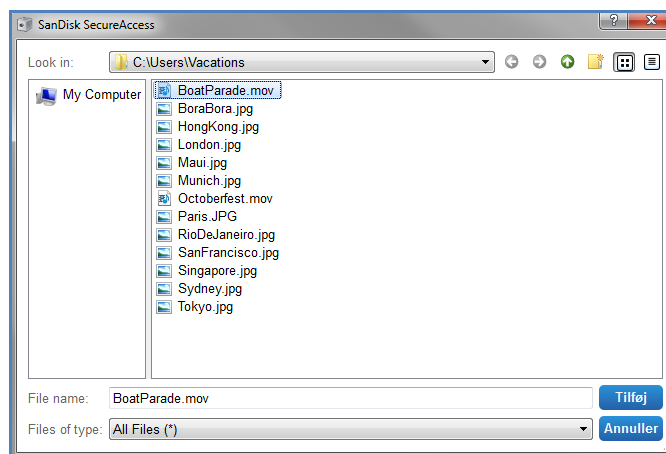 SanDisk SecureAccess
Look in: C:\Users\Vacations
My Computer
BoatParade.mov
BoraBora.jpg
HongKong.jpg
London.jpg
Maui.jpg
Munich.jpg
Octoberfest.mov
Paris.JPG
RioDeJaneiro.jpg
SanFrancisco.jpg
Singapore.jpg
Sydney.jpg
Tokyo.jpg
File name: BoatParade.mov Tilføj
Files of type: All Files (*) Annuller